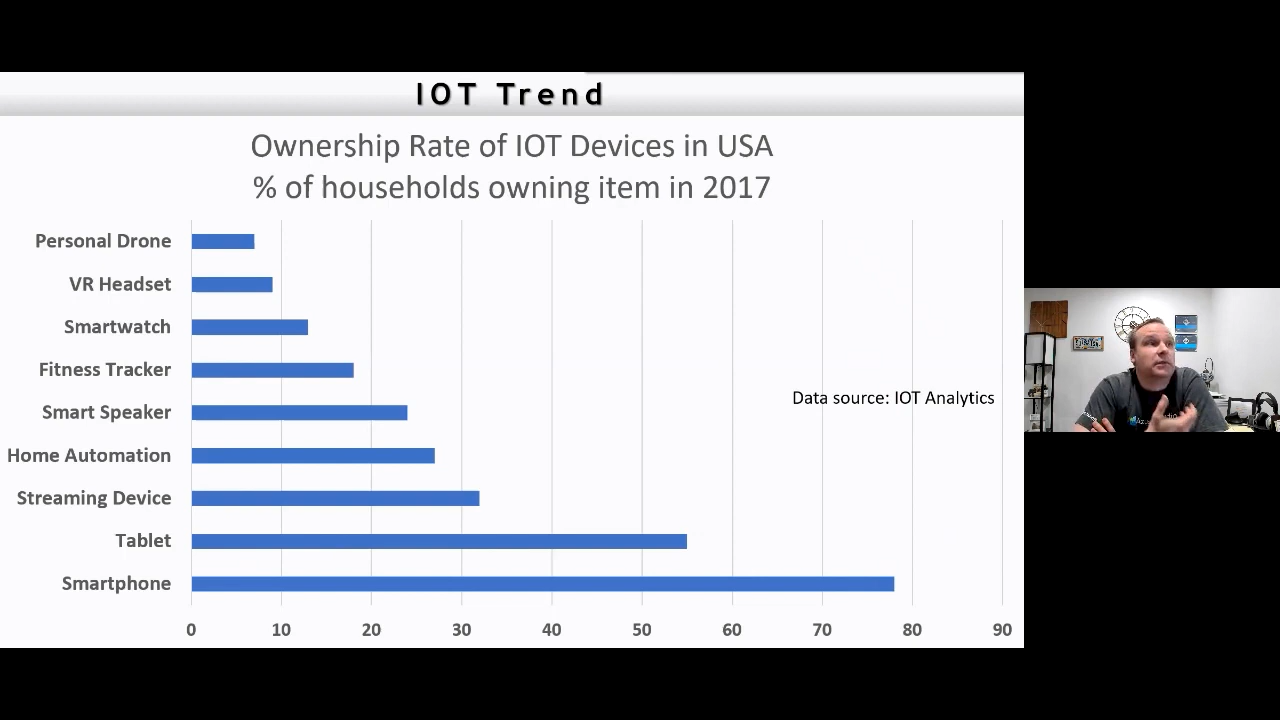 IOT Trend
Ownership Rate of IOT Devices in USA
% of households owning item in 2017
Personal Drone
VR Headset
Smartwatch
Fitness Tracker
Smart Speaker
Home Automation
Streaming Device
Tablet
Smartphone
Data source: IOT Analytics
0 10 20 30 40 50 60 70 80 90